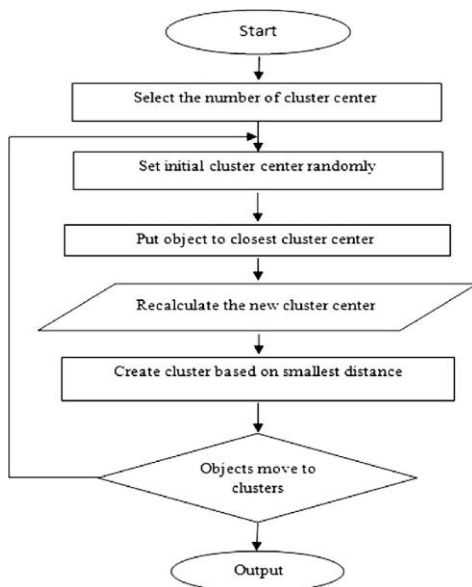 Start
Select the number of cluster center
Set initial cluster center randomly
Put object to closest cluster center
Recalculate the new cluster center
Create cluster based on smallest distance
Objects move to
clusters
Output